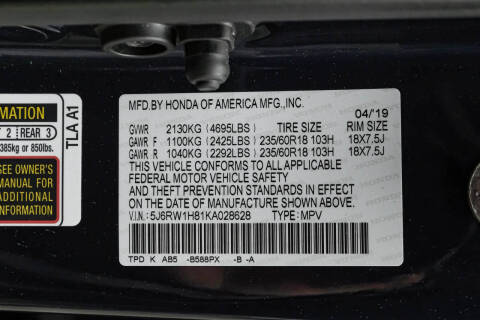 MATION
T 2 REAR 3
385kg or 850lbs.
SEE OWNER'S
MANUAL FOR
ADDITIONAL
INFORMATION
TLA A1
MFD.BY HONDA OF AMERICA MFG.,INC.
04/'19
GVWR 2130KG (4695LBS) TIRE SIZE RIM SIZE
GAWR F 1100KG (2425LBS) 235/60R18 103H 18X7.5J
GAWR R 1040KG (2292LBS) 235/60R18 103H 18X7.5J
THIS VEHICLE CONFORMS TO ALL APPLICABLE
FEDERAL MOTOR VEHICLE SAFETY
AND THEFT PREVENTION STANDARDS IN EFFECT
ON THE DATE OF MANUFACTURE SHOWN ABOVE.
VIN: 5J6RW1H81KA028628 TYPE: MPV
TPD K AB5 -B588PX -B -A